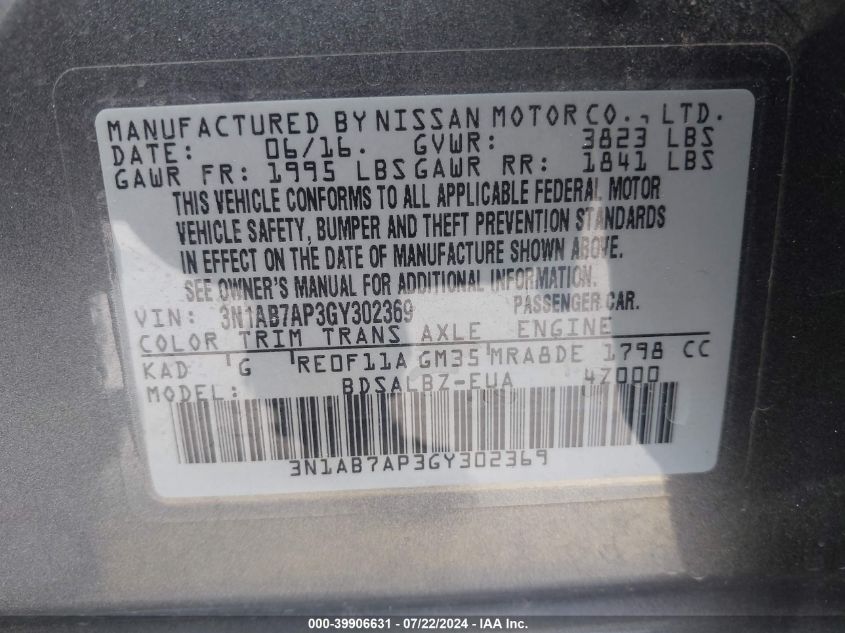 MANUFACTURED BY NISSAN MOTOR CO., LTD.
DATE: 06/16. GVWR: 3823 LBS
GAWR FR: 1995 LBS GAWR RR: 1841 LBS
THIS VEHICLE CONFORMS TO ALL APPLICABLE FEDERAL MOTOR
VEHICLE SAFETY, BUMPER AND THEFT PREVENTION STANDARDS
IN EFFECT ON THE DATE OF MANUFACTURE SHOWN ABOVE.
SEE OWNER'S MANUAL FOR ADDITIONAL INFORMATION.
VIN: 3N1AB7AP3GY302369 PASSENGER CAR.
COLOR TRIM TRANS AXLE ENGINE
KAD G RE0F11A GM35 MRA8DE 1798 CC
MODEL: BDSALBZ-EUA 47000
3N1AB7AP3GY302369
000-39906631 - 07/22/2024 - IAA Inc.